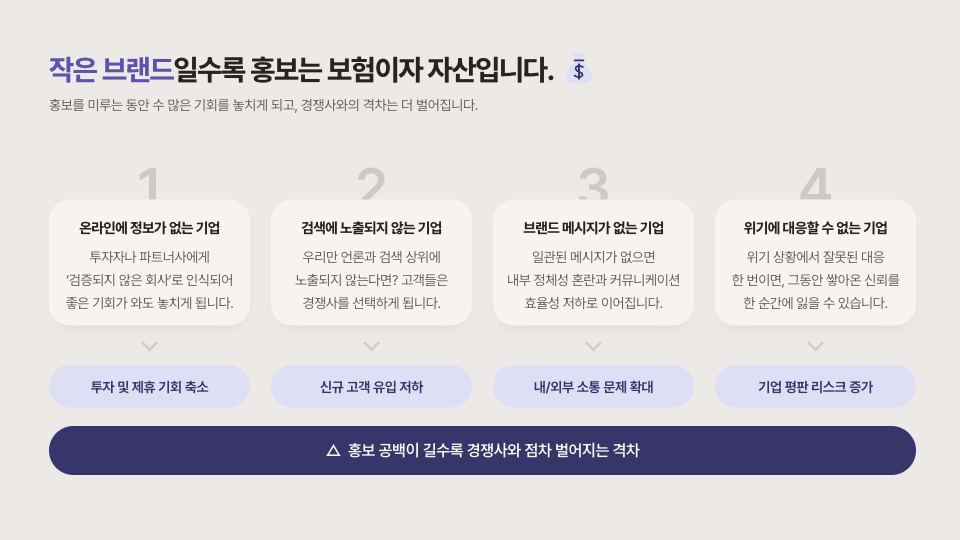 작은 브랜드일수록 홍보는 보험이자 자산입니다.
홍보를 미루는 동안 수 많은 기회를 놓치게 되고, 경쟁사와의 격차는 더 벌어집니다.
1
온라인에 정보가 없는 기업
투자자나 파트너사에게
‘검증되지 않은 회사’로 인식되어
좋은 기회가 와도 놓치게 됩니다.
투자 및 제휴 기회 축소
2
검색에 노출되지 않는 기업
우리만 언론과 검색 상위에
노출되지 않는다면? 고객들은
경쟁사를 선택하게 됩니다.
신규 고객 유입 저하
3
브랜드 메시지가 없는 기업
일관된 메시지가 없으면
내부 정체성 혼란과 커뮤니케이션
효율성 저하로 이어집니다.
내/외부 소통 문제 확대
4
위기에 대응할 수 없는 기업
위기 상황에서 잘못된 대응
한 번이면, 그동안 쌓아온 신뢰를
한 순간에 잃을 수 있습니다.
기업 평판 리스크 증가
△ 홍보 공백이 길수록 경쟁사와 점차 벌어지는 격차